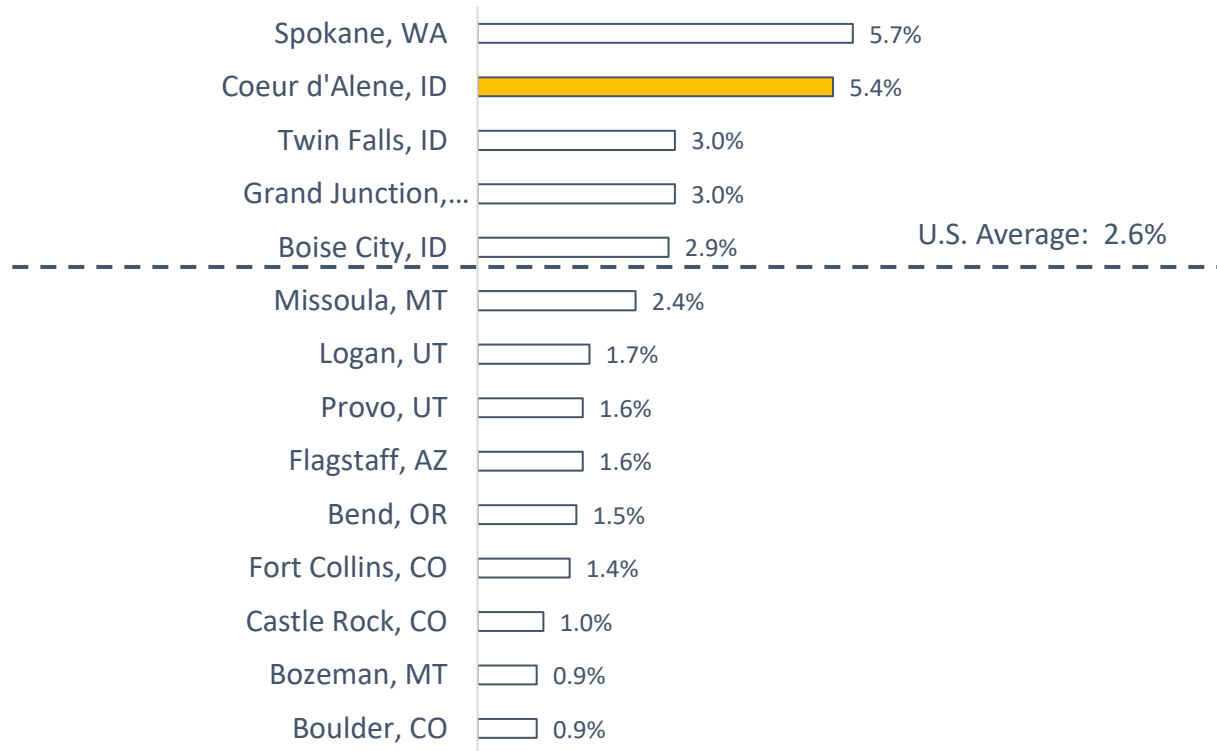 Spokane, WA 5.7%
Coeur d'Alene, ID 5.4%
Twin Falls, ID 3.0%
Grand Junction,... 3.0%
Boise City, ID 2.9%
U.S. Average: 2.6%
Missoula, MT 2.4%
Logan, UT 1.7%
Provo, UT 1.6%
Flagstaff, AZ 1.6%
Bend, OR 1.5%
Fort Collins, CO 1.4%
Castle Rock, CO 1.0%
Bozeman, MT 0.9%
Boulder, CO 0.9%